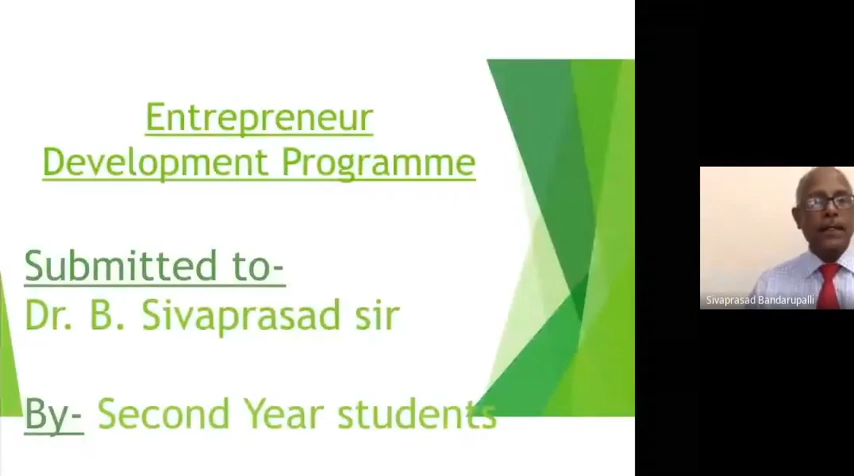 Entrepreneur
Development Programme
Submitted to-
Dr. B. Sivaprasad sir
By- Second Year students
Sivaprasad Bandarupalli